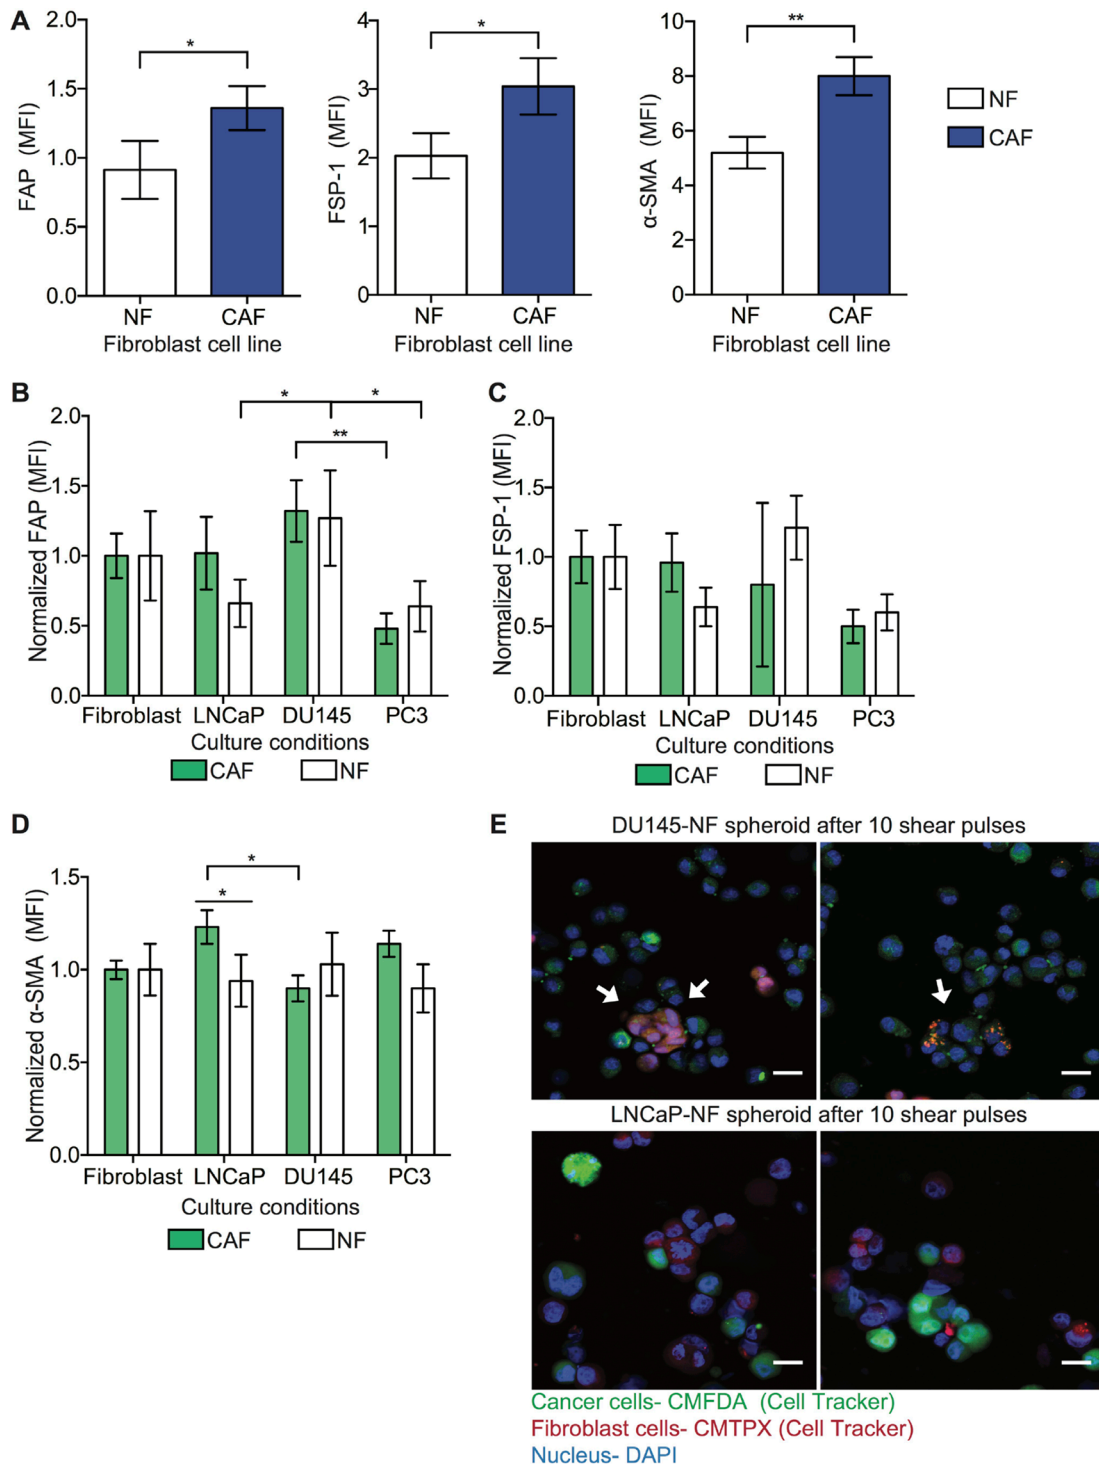 A
FAP (MFI)
2.0
1.5
1.0
0.5
0.0
*
NF
CAF
Fibroblast cell line
FSP-1 (MFI)
4
3
2
1
0
*
NF
CAF
Fibroblast cell line
α-SMA (MFI)
10
8
6
4
2
0
**
NF
CAF
Fibroblast cell line
NF
CAF
B
Normalized FAP (MFI)
2.0
1.5
1.0
0.5
0.0
*
*
**
Fibroblast LNCaP DU145 PC3
Culture conditions
CAF NF
C
Normalized FSP-1 (MFI)
2.0
1.5
1.0
0.5
0.0
Fibroblast LNCaP DU145 PC3
Culture conditions
CAF NF
D
Normalized α-SMA (MFI)
1.5
1.0
0.5
0.0
*
*
Fibroblast LNCaP DU145 PC3
Culture conditions
CAF NF
E
DU145-NF spheroid after 10 shear pulses
LNCaP-NF spheroid after 10 shear pulses
Cancer cells- CMFDA (Cell Tracker)
Fibroblast cells- CMTPX (Cell Tracker)
Nucleus- DAPI